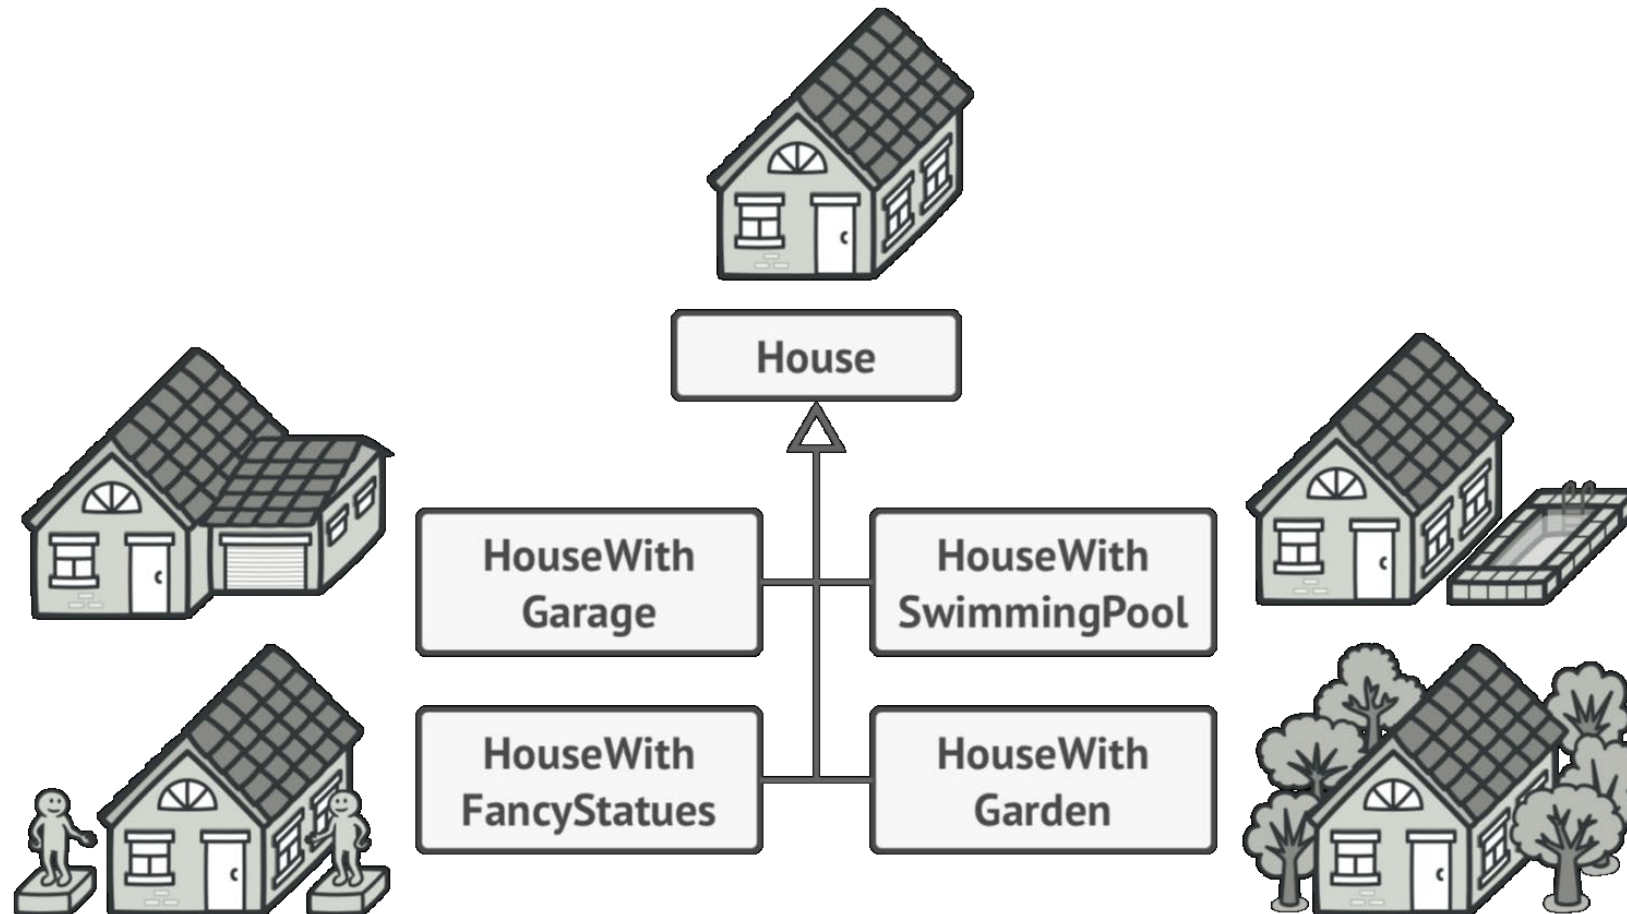 House
HouseWith
Garage
HouseWith
SwimmingPool
HouseWith
FancyStatues
HouseWith
Garden